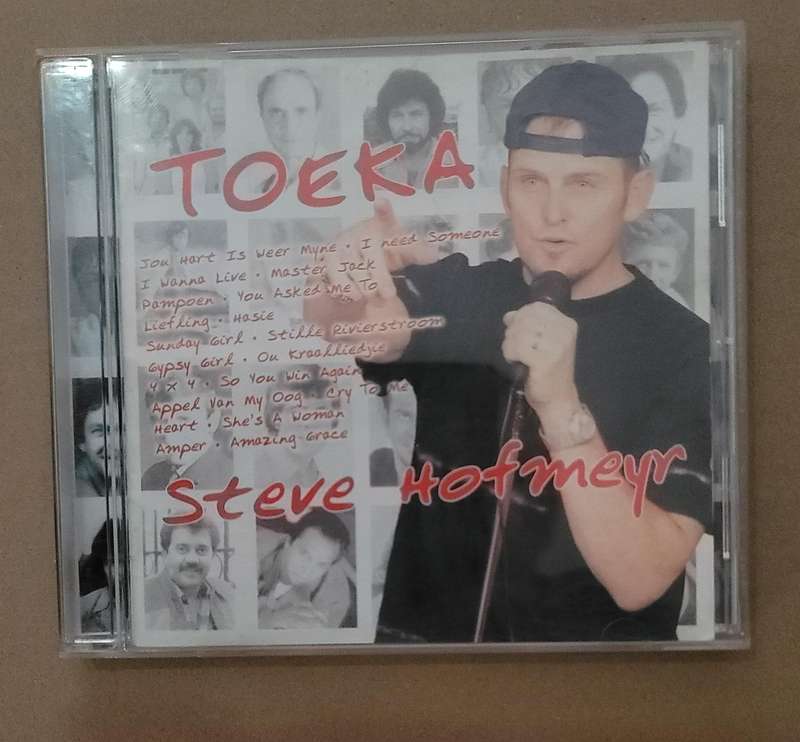 TOEKA
Jou Hart Is Weer Myne · I need Someone
I Wanna Live · Master Jack
Pampoen · You Asked Me To
Liefling · Hasie
Sunday Girl · Stille Rivierstroom
Gypsy Girl · Ou Kraalliedjie
4 x 4 · So You Win Again
Appel Van My Oog · Cry To Me
Heart · She's A Woman
Amper · Amazing Grace
Steve Hofmeyr